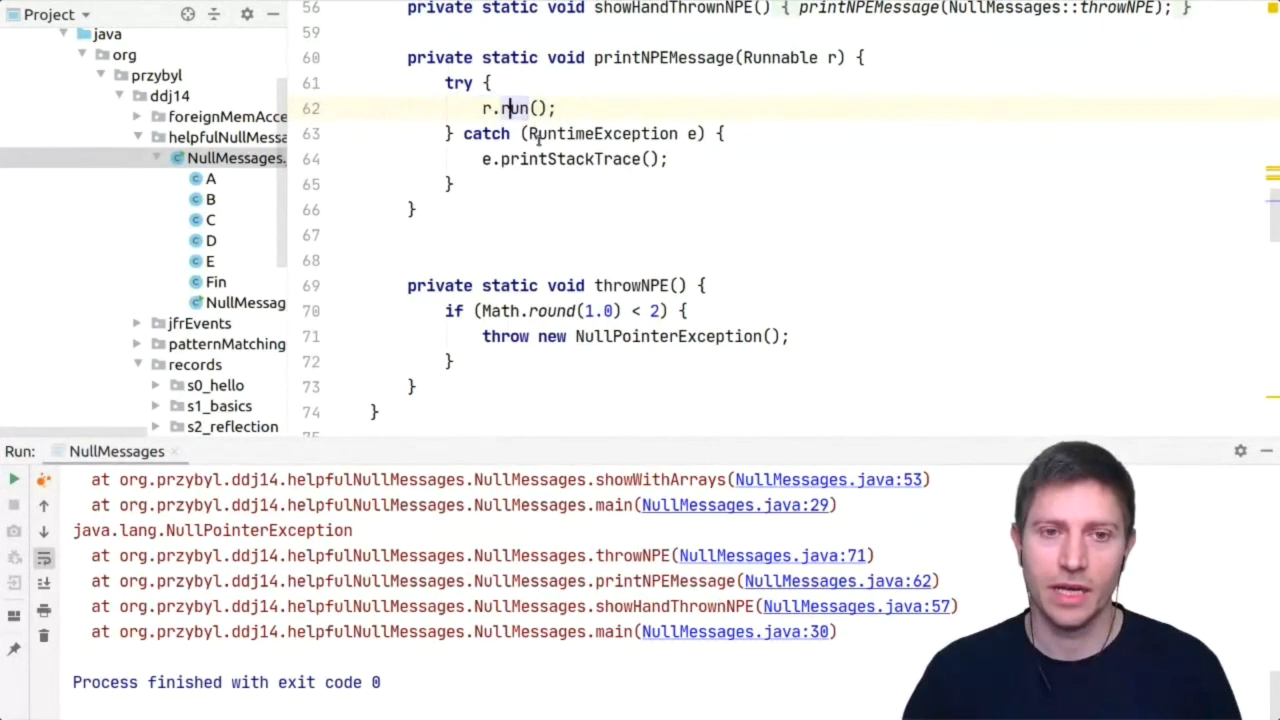 Project
java
org
przybyl
ddj14
foreignMemAcce
helpfulNullMessa
NullMessages.
A
B
C
D
E
Fin
NullMessag
jfrEvents
patternMatching
records
s0_hello
s1_basics
s2_reflection
56 private static void showHandThrownNPE() { printNPEMessage(NullMessages::throwNPE); }
59
60 private static void printNPEMessage(Runnable r) {
61 try {
62 r.run();
63 } catch (RuntimeException e) {
64 e.printStackTrace();
65 }
66 }
67
68
69 private static void throwNPE() {
70 if (Math.round(1.0) < 2) {
71 throw new NullPointerException();
72 }
73 }
74 }
75
Run: NullMessages
at org.przybyl.ddj14.helpfulNullMessages.NullMessages.showWithArrays(NullMessages.java:53)
at org.przybyl.ddj14.helpfulNullMessages.NullMessages.main(NullMessages.java:29)
java.lang.NullPointerException
at org.przybyl.ddj14.helpfulNullMessages.NullMessages.throwNPE(NullMessages.java:71)
at org.przybyl.ddj14.helpfulNullMessages.NullMessages.printNPEMessage(NullMessages.java:62)
at org.przybyl.ddj14.helpfulNullMessages.NullMessages.showHandThrownNPE(NullMessages.java:57)
at org.przybyl.ddj14.helpfulNullMessages.NullMessages.main(NullMessages.java:30)
Process finished with exit code 0